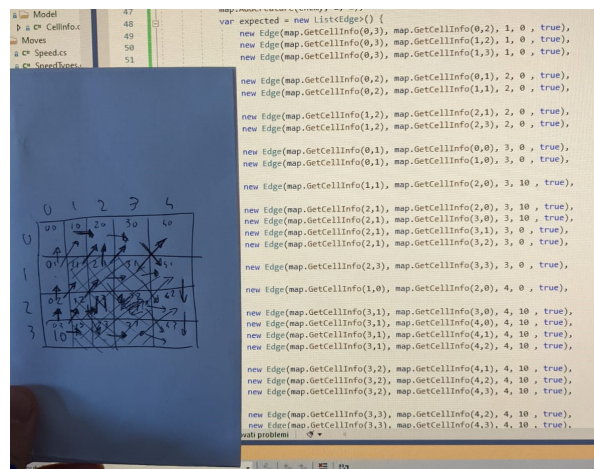 Model
CellInfo.c
Moves
C# Speed.cs
C# SpeedTypes.c
47
48
49
50
51
var expected = new List<Edge>() {
new Edge(map.GetCellInfo(0,3), map.GetCellInfo(0,2), 1, 0 , true),
new Edge(map.GetCellInfo(0,3), map.GetCellInfo(1,2), 1, 0 , true),
new Edge(map.GetCellInfo(0,3), map.GetCellInfo(1,3), 1, 0 , true),
new Edge(map.GetCellInfo(0,2), map.GetCellInfo(0,1), 2, 0 , true),
new Edge(map.GetCellInfo(0,2), map.GetCellInfo(1,1), 2, 0 , true),
new Edge(map.GetCellInfo(1,2), map.GetCellInfo(2,1), 2, 0 , true),
new Edge(map.GetCellInfo(1,2), map.GetCellInfo(2,3), 2, 0 , true),
new Edge(map.GetCellInfo(0,1), map.GetCellInfo(0,0), 3, 0 , true),
new Edge(map.GetCellInfo(0,1), map.GetCellInfo(1,0), 3, 0 , true),
new Edge(map.GetCellInfo(1,1), map.GetCellInfo(2,0), 3, 10 , true),
new Edge(map.GetCellInfo(2,1), map.GetCellInfo(2,0), 3, 10 , true),
new Edge(map.GetCellInfo(2,1), map.GetCellInfo(3,0), 3, 10 , true),
new Edge(map.GetCellInfo(2,1), map.GetCellInfo(3,1), 3, 0 , true),
new Edge(map.GetCellInfo(2,1), map.GetCellInfo(3,2), 3, 0 , true),
new Edge(map.GetCellInfo(2,3), map.GetCellInfo(3,3), 3, 0 , true),
new Edge(map.GetCellInfo(1,0), map.GetCellInfo(2,0), 4, 0 , true),
new Edge(map.GetCellInfo(3,1), map.GetCellInfo(3,0), 4, 10 , true),
new Edge(map.GetCellInfo(3,1), map.GetCellInfo(4,0), 4, 10 , true),
new Edge(map.GetCellInfo(3,1), map.GetCellInfo(4,1), 4, 10 , true),
new Edge(map.GetCellInfo(3,1), map.GetCellInfo(4,2), 4, 10 , true),
new Edge(map.GetCellInfo(3,2), map.GetCellInfo(4,1), 4, 10 , true),
new Edge(map.GetCellInfo(3,2), map.GetCellInfo(4,2), 4, 10 , true),
new Edge(map.GetCellInfo(3,2), map.GetCellInfo(4,3), 4, 10 , true),
new Edge(map.GetCellInfo(3,3), map.GetCellInfo(4,2), 4, 10 , true),
new Edge(map.GetCellInfo(3,3), map.GetCellInfo(4,3), 4, 10 , true),
vati problemi
0 1 2 3 4
0 00 10 20 30 40
1
2
3